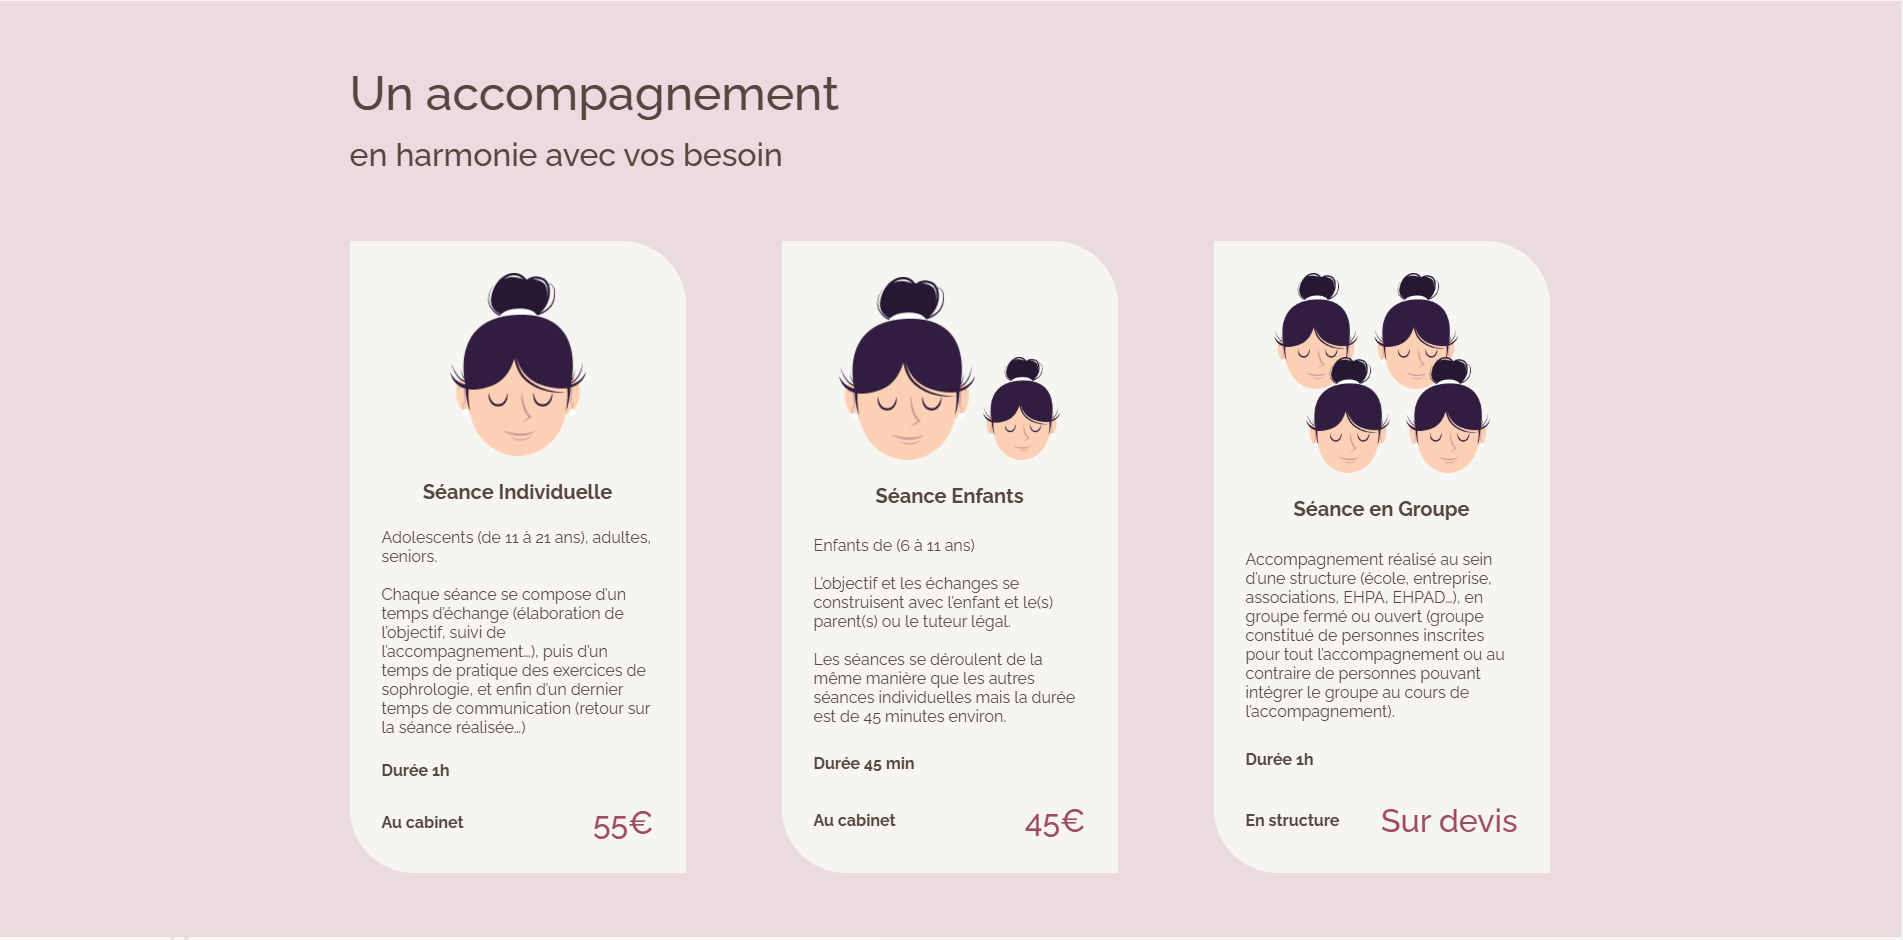 Un accompagnement
en harmonie avec vos besoin
Séance Individuelle
Adolescents (de 11 à 21 ans), adultes,
seniors.
Chaque séance se compose d'un
temps d'échange (élaboration de
l'objectif, suivi de
l'accompagnement...), puis d'un
temps de pratique des exercices de
sophrologie, et enfin d'un dernier
temps de communication (retour sur
la séance réalisée...)
Durée 1h
Au cabinet 55€
Séance Enfants
Enfants de (6 à 11 ans)
L'objectif et les échanges se
construisent avec l'enfant et le(s)
parent(s) ou le tuteur légal.
Les séances se déroulent de la
même manière que les autres
séances individuelles mais la durée
est de 45 minutes environ.
Durée 45 min
Au cabinet 45€
Séance en Groupe
Accompagnement réalisé au sein
d'une structure (école, entreprise,
associations, EHPA, EHPAD...), en
groupe fermé ou ouvert (groupe
constitué de personnes inscrites
pour tout l'accompagnement ou au
contraire de personnes pouvant
intégrer le groupe au cours de
l'accompagnement).
Durée 1h
En structure Sur devis